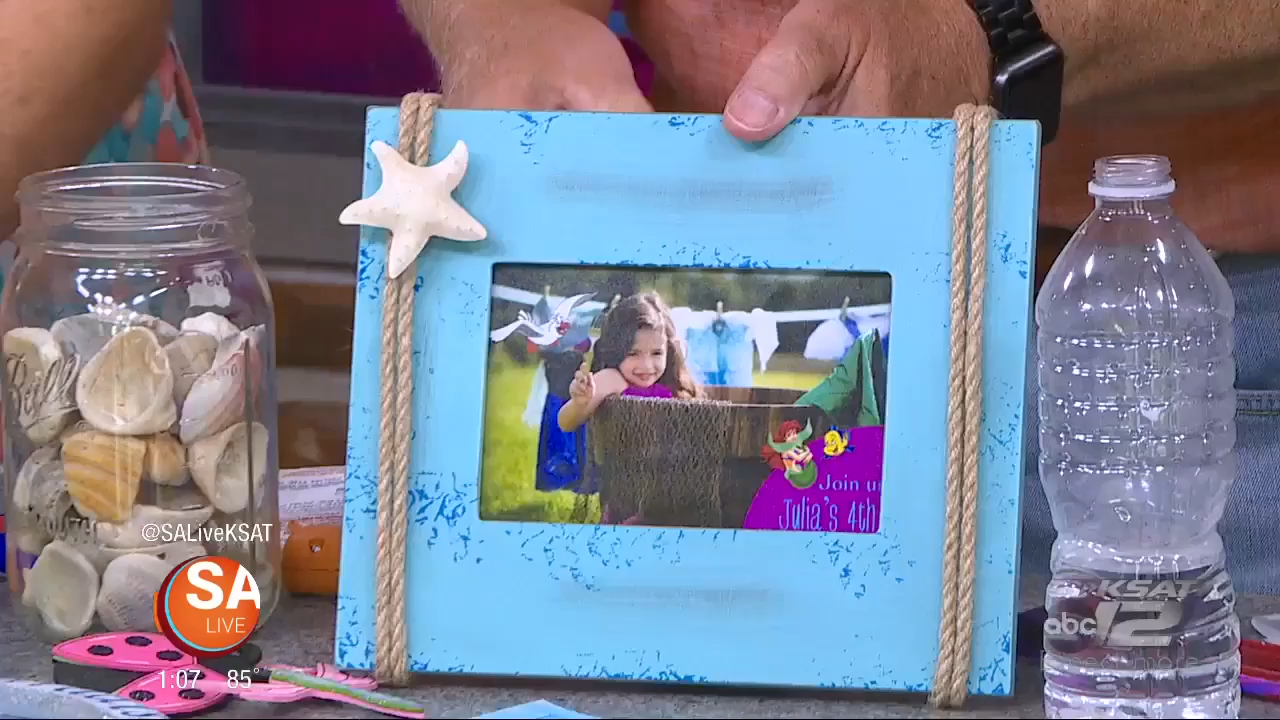 Join u
Julia's 4th
@SALiveKSAT
SA
LIVE
1:07 85°
KSAT
abc 12